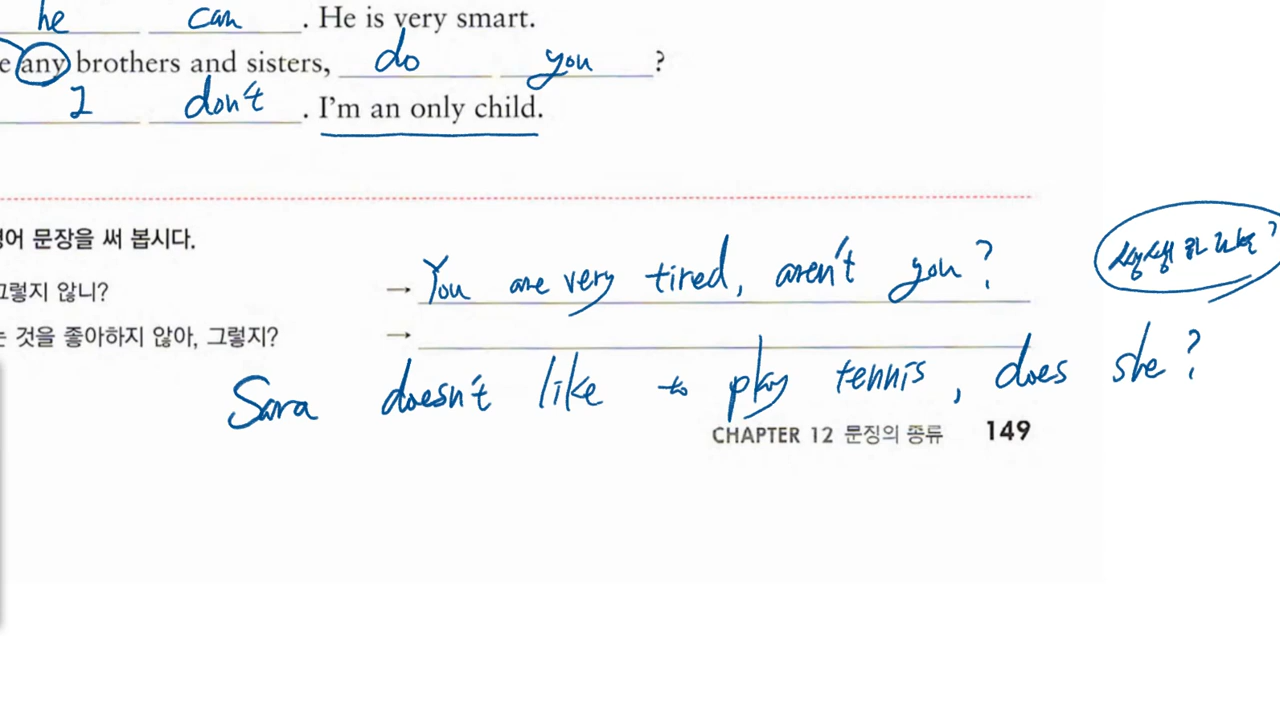 he can . He is very smart.
e any brothers and sisters, do you ?
I don't . I'm an only child.
영어 문장을 써 봅시다.
그렇지 않니? → You are very tired, aren't you?
는 것을 좋아하지 않아, 그렇지? →
Sara doesn't like to play tennis, does she?
CHAPTER 12 문장의 종류 149